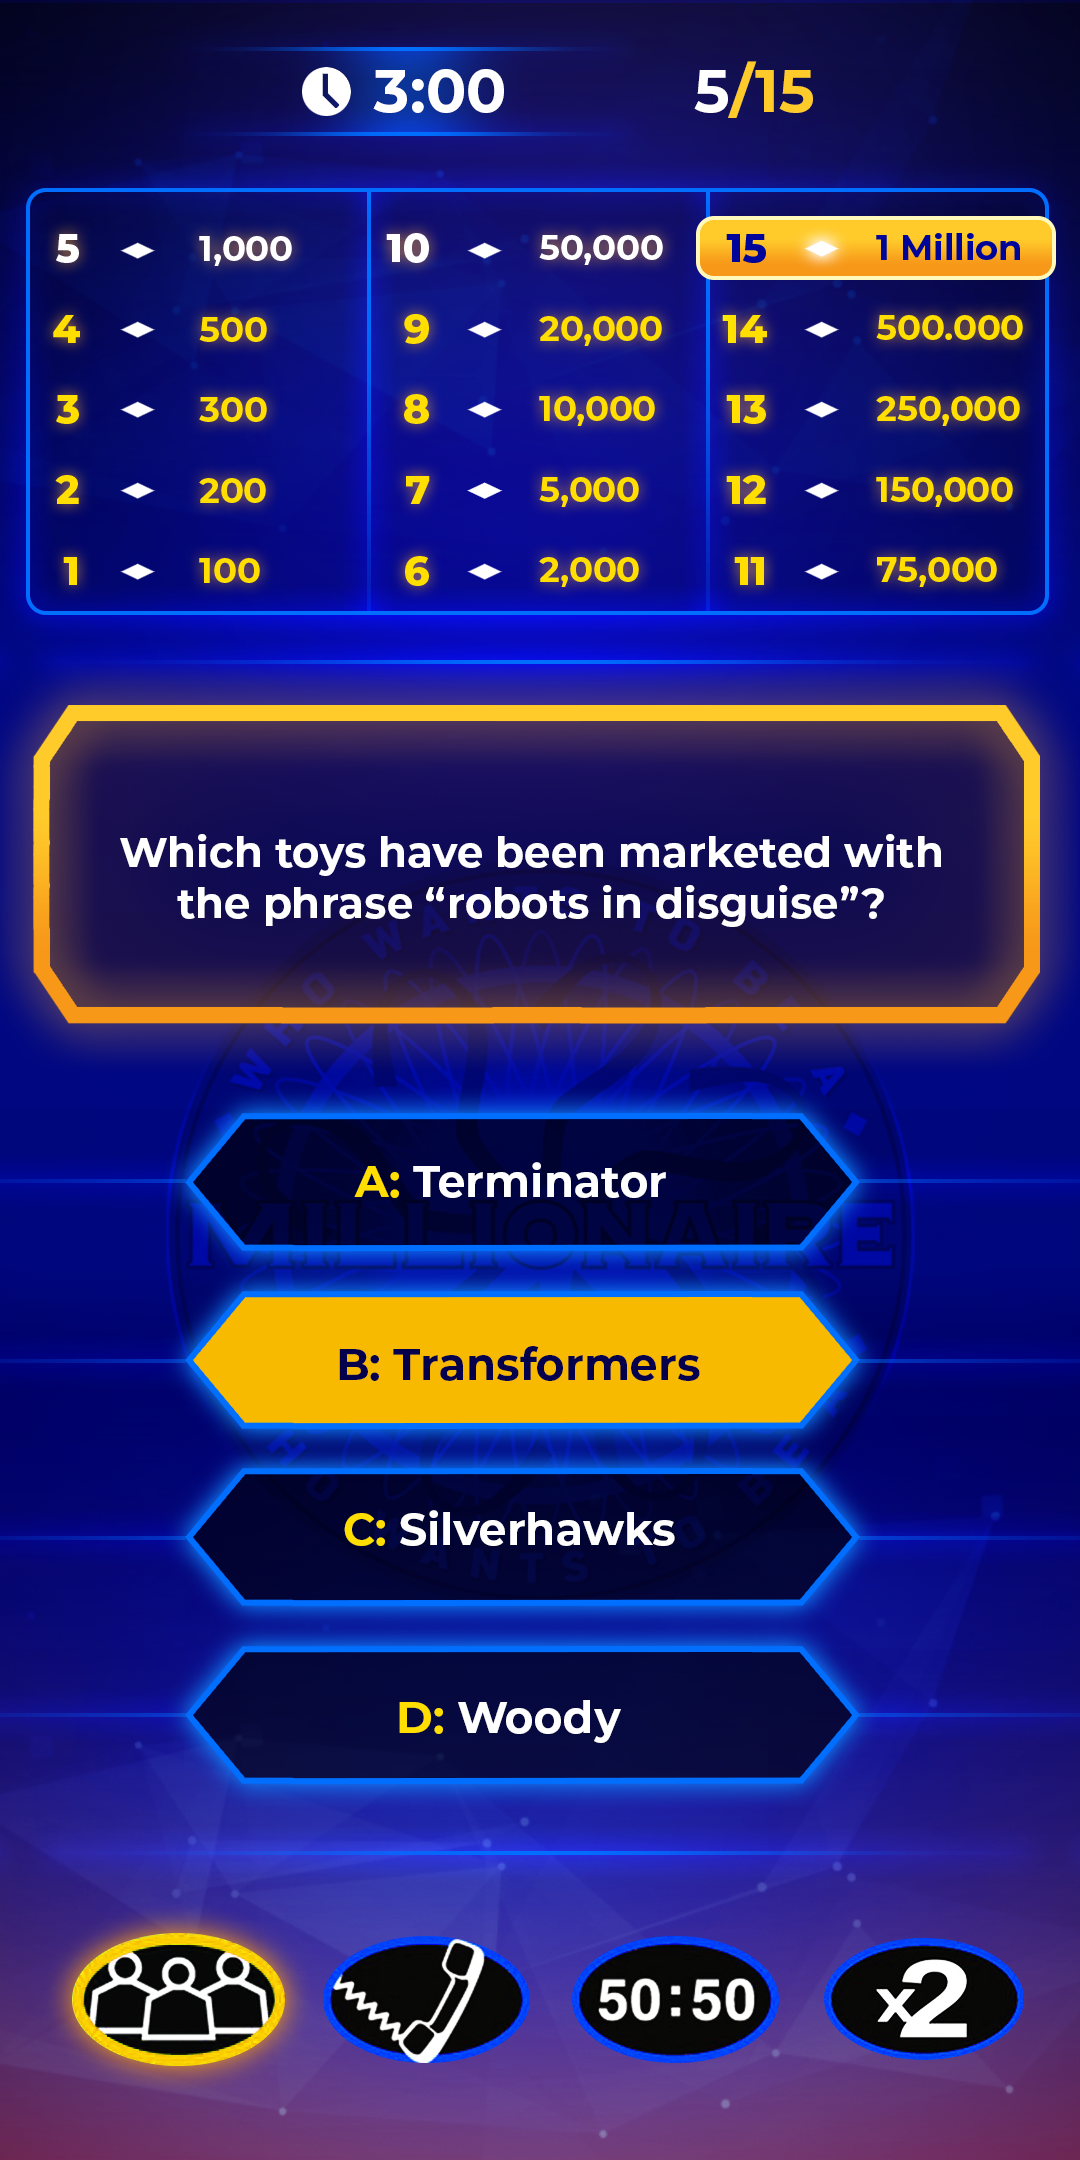 3:00 5/15
5 1,000 10 50,000 15 1 Million
4 500 9 20,000 14 500.000
3 300 8 10,000 13 250,000
2 200 7 5,000 12 150,000
1 100 6 2,000 11 75,000
Which toys have been marketed with
the phrase “robots in disguise”?
A: Terminator
MILLIONAIRE
B: Transformers
C: Silverhawks
D: Woody
50:50 x2